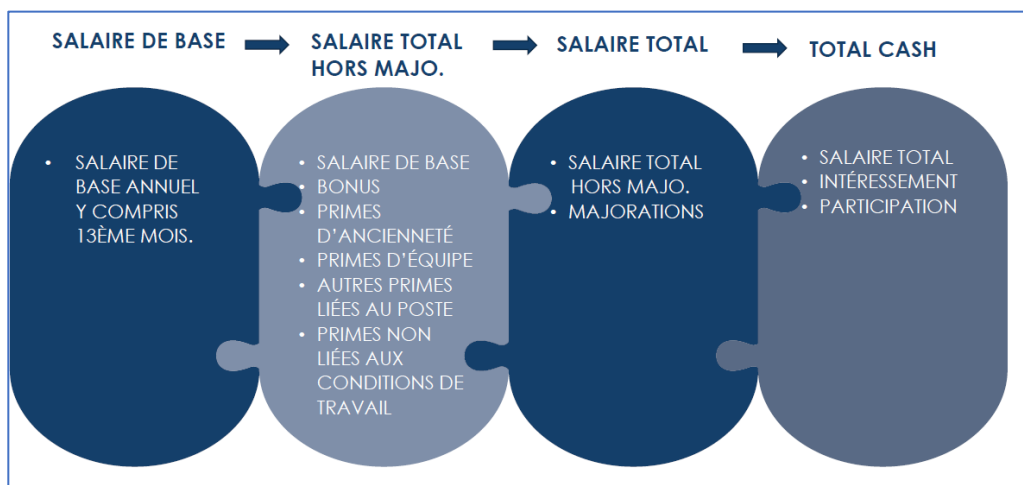 SALAIRE DE BASE
SALAIRE TOTAL
HORS MAJO.
SALAIRE TOTAL
TOTAL CASH
• SALAIRE DE
BASE ANNUEL
Y COMPRIS
13ÈME MOIS.
• SALAIRE DE BASE
• BONUS
• PRIMES
D'ANCIENNETÉ
• PRIMES D'ÉQUIPE
• AUTRES PRIMES
LIÉES AU POSTE
• PRIMES NON
LIÉES AUX
CONDITIONS DE
TRAVAIL
• SALAIRE TOTAL
HORS MAJO.
• MAJORATIONS
• SALAIRE TOTAL
• INTÉRESSEMENT
• PARTICIPATION